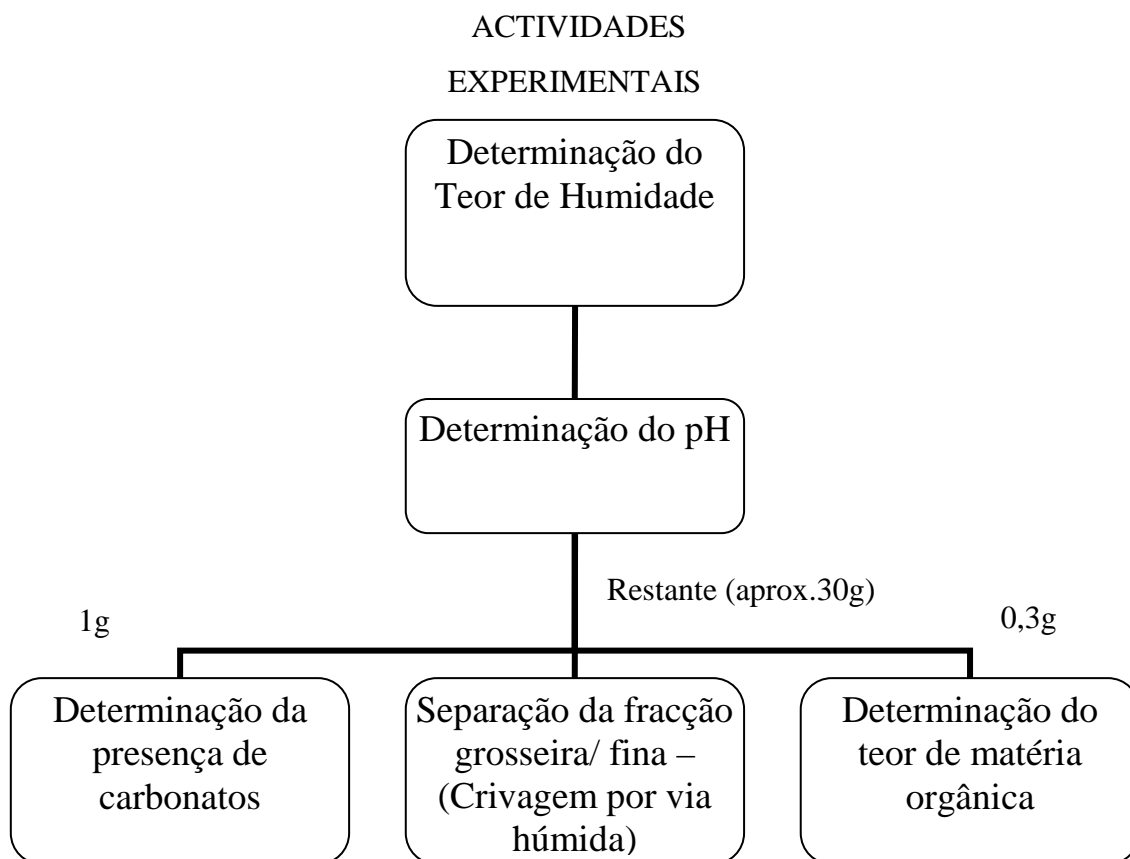 ACTIVIDADES
EXPERIMENTAIS
Determinação do
Teor de Humidade
Determinação do pH
Restante (aprox.30g)
1g
0,3g
Determinação da
presença de
carbonatos
Separação da fracção
grosseira/ fina –
(Crivagem por via
húmida)
Determinação do
teor de matéria
orgânica